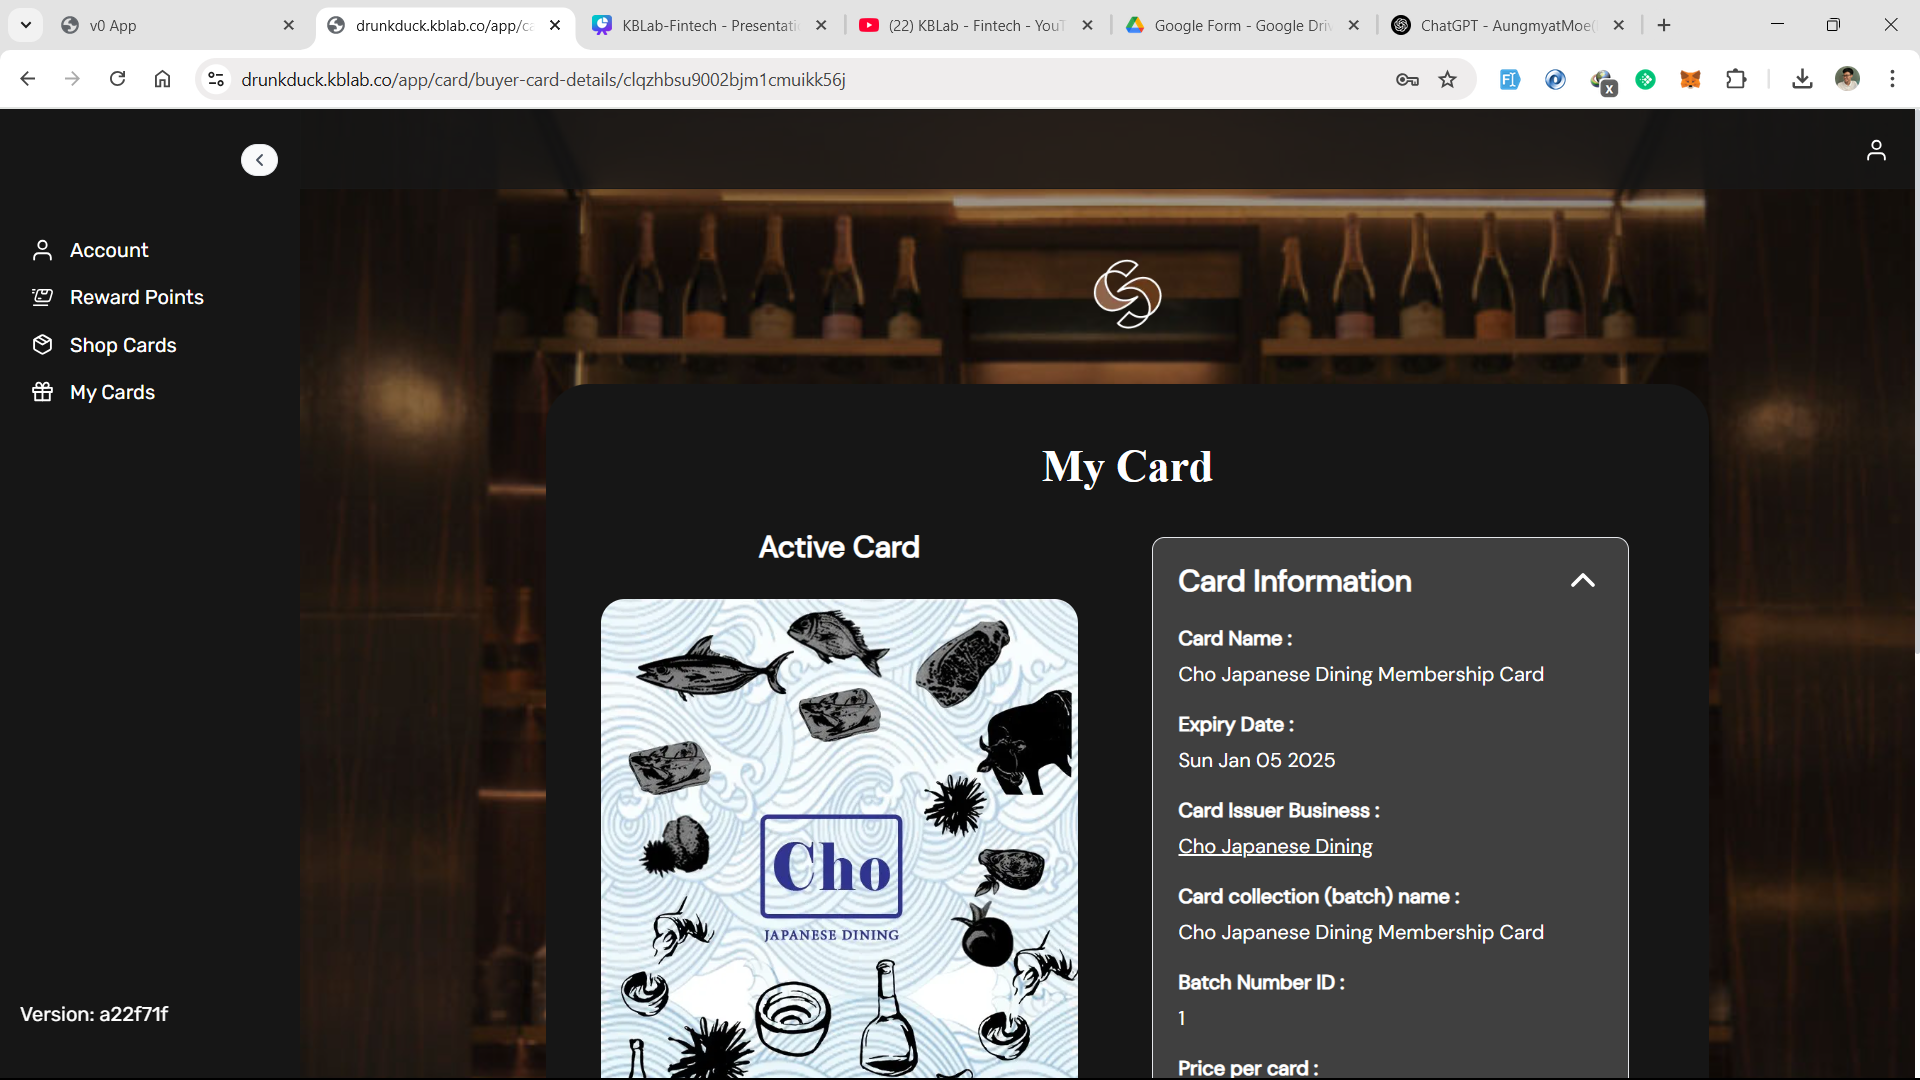 v0 App
drunkduck.kblab.co/app/ca
KBLab-Fintech - Presentati
(22) KBLab - Fintech - YouT
Google Form - Google Driv
ChatGPT - AungmyatMoe(
drunkduck.kblab.co/app/card/buyer-card-details/clqzhbsu9002bjm1cmuikk56j
Account
Reward Points
Shop Cards
My Cards
Version: a22f71f
My Card
Active Card
Cho
JAPANESE DINING
Card Information
Card Name :
Cho Japanese Dining Membership Card
Expiry Date :
Sun Jan 05 2025
Card Issuer Business :
Cho Japanese Dining
Card collection (batch) name :
Cho Japanese Dining Membership Card
Batch Number ID :
1
Price per card :